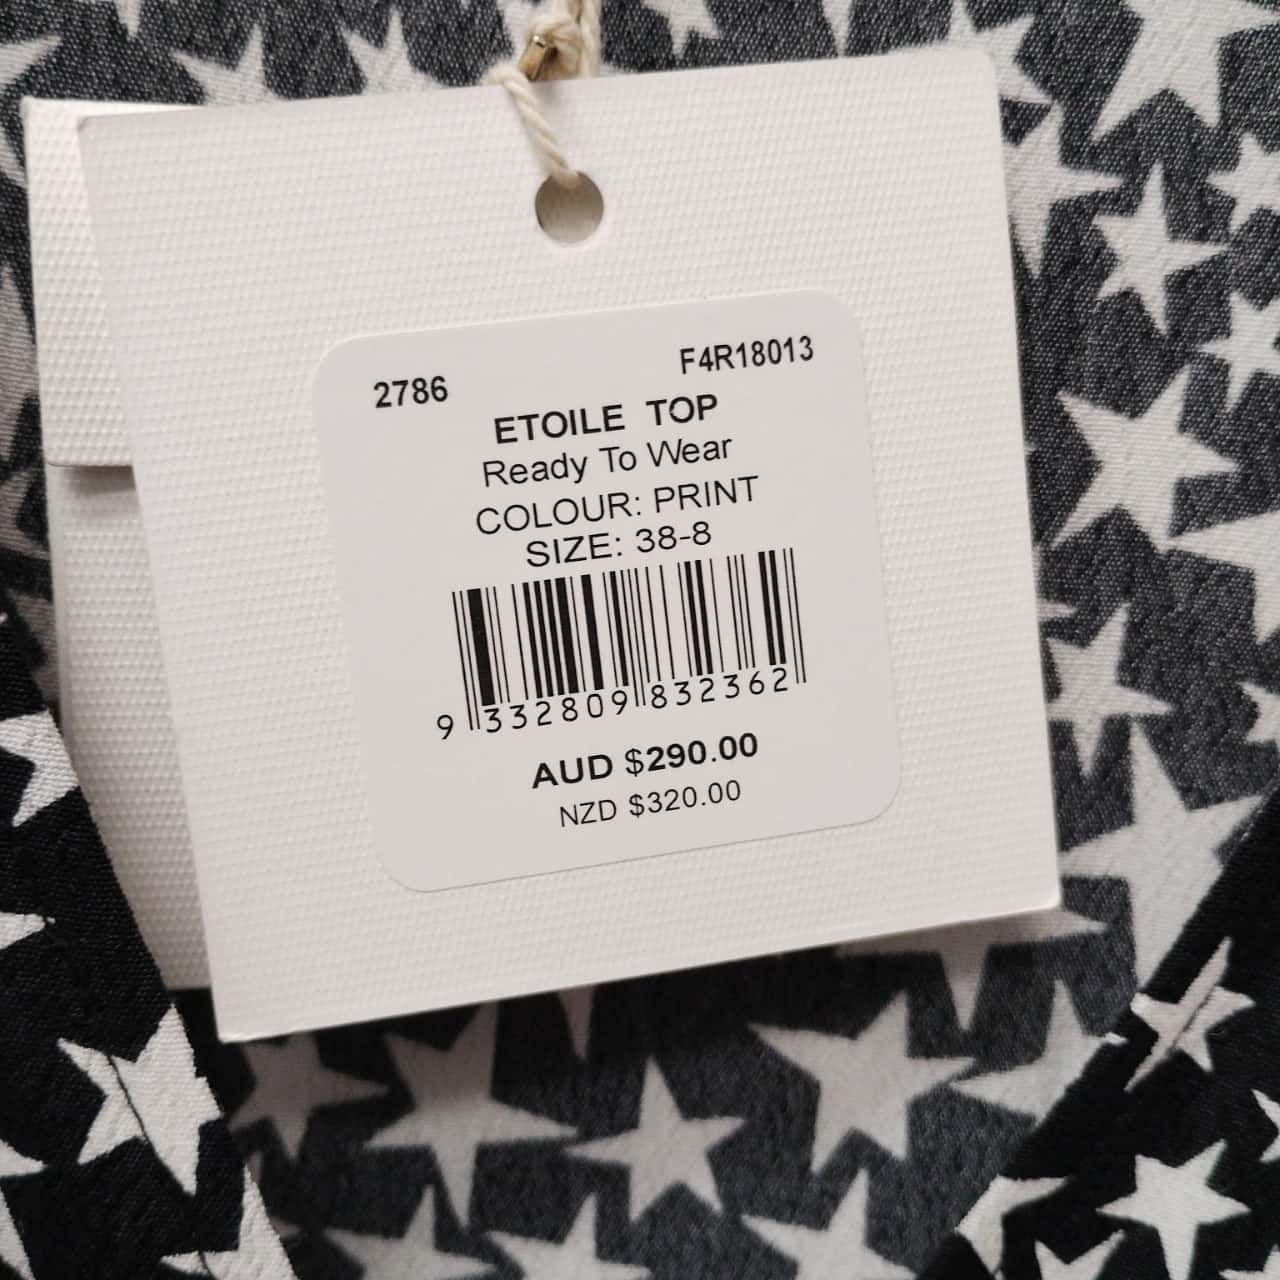 2786 F4R18013
ETOILE TOP
Ready To Wear
COLOUR: PRINT
SIZE: 38-8
9 332809 832362
AUD $290.00
NZD $320.00